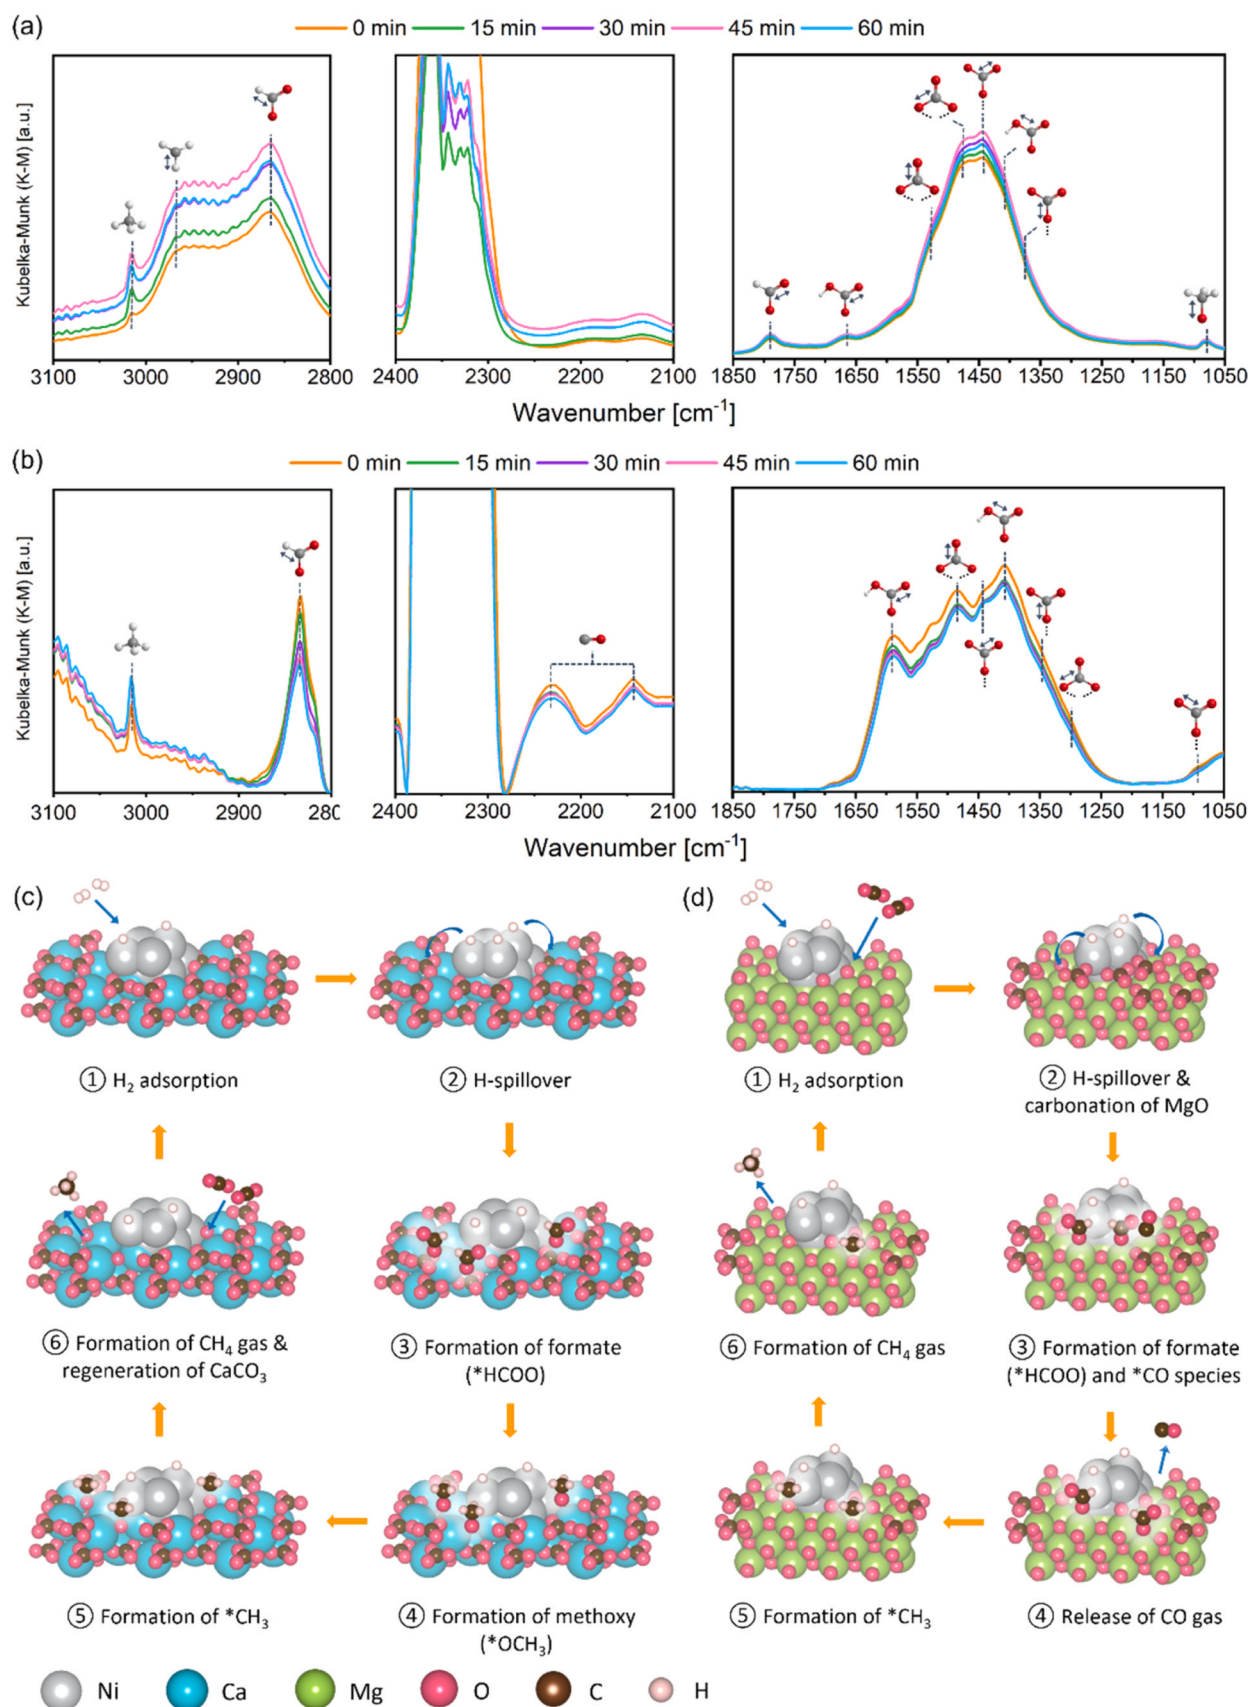 (a)
0 min 15 min 30 min 45 min 60 min
Kubelka-Munk (K-M) [a.u.]
3100 3000 2900 2800
2400 2300 2200 2100
1850 1750 1650 1550 1450 1350 1250 1150 1050
Wavenumber [cm⁻¹]
(b)
0 min 15 min 30 min 45 min 60 min
Kubelka-Munk (K-M) [a.u.]
3100 3000 2900 280
2400 2300 2200 2100
1850 1750 1650 1550 1450 1350 1250 1150 1050
Wavenumber [cm⁻¹]
(c)
① H₂ adsorption
② H-spillover
⑥ Formation of CH₄ gas &
regeneration of CaCO₃
③ Formation of formate
(*HCOO)
⑤ Formation of *CH₃
④ Formation of methoxy
(*OCH₃)
(d)
① H₂ adsorption
② H-spillover &
carbonation of MgO
⑥ Formation of CH₄ gas
③ Formation of formate
(*HCOO) and *CO species
⑤ Formation of *CH₃
④ Release of CO gas
Ni Ca Mg O C H